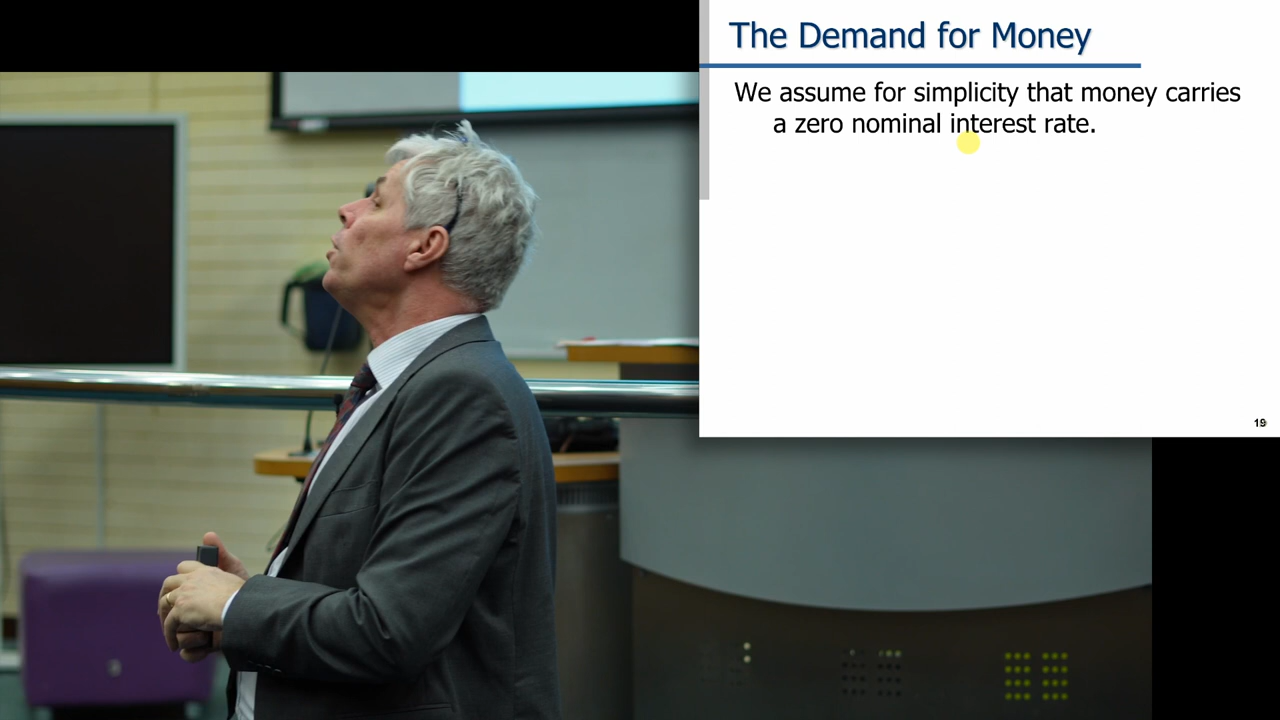 The Demand for Money
We assume for simplicity that money carries
a zero nominal interest rate.
19